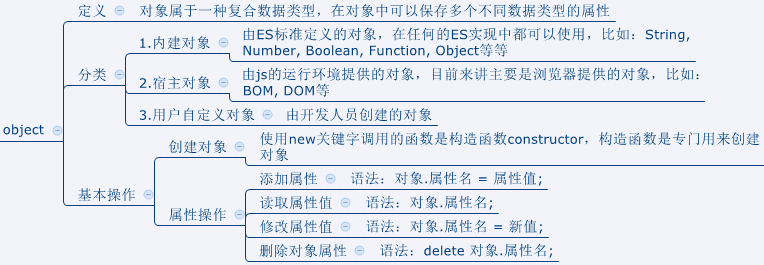 object
定义
对象属于一种复合数据类型，在对象中可以保存多个不同数据类型的属性
分类
1.内建对象
由ES标准定义的对象，在任何的ES实现中都可以使用，比如：String,
Number, Boolean, Function, Object等等
2.宿主对象
由js的运行环境提供的对象，目前来讲主要是浏览器提供的对象，比如：
BOM, DOM等
3.用户自定义对象
由开发人员创建的对象
基本操作
创建对象
使用new关键字调用的函数是构造函数constructor，构造函数是专门用来创建
对象
属性操作
添加属性
语法：对象.属性名 = 属性值;
读取属性值
语法：对象.属性名;
修改属性值
语法：对象.属性名 = 新值;
删除对象属性
语法：delete 对象.属性名;